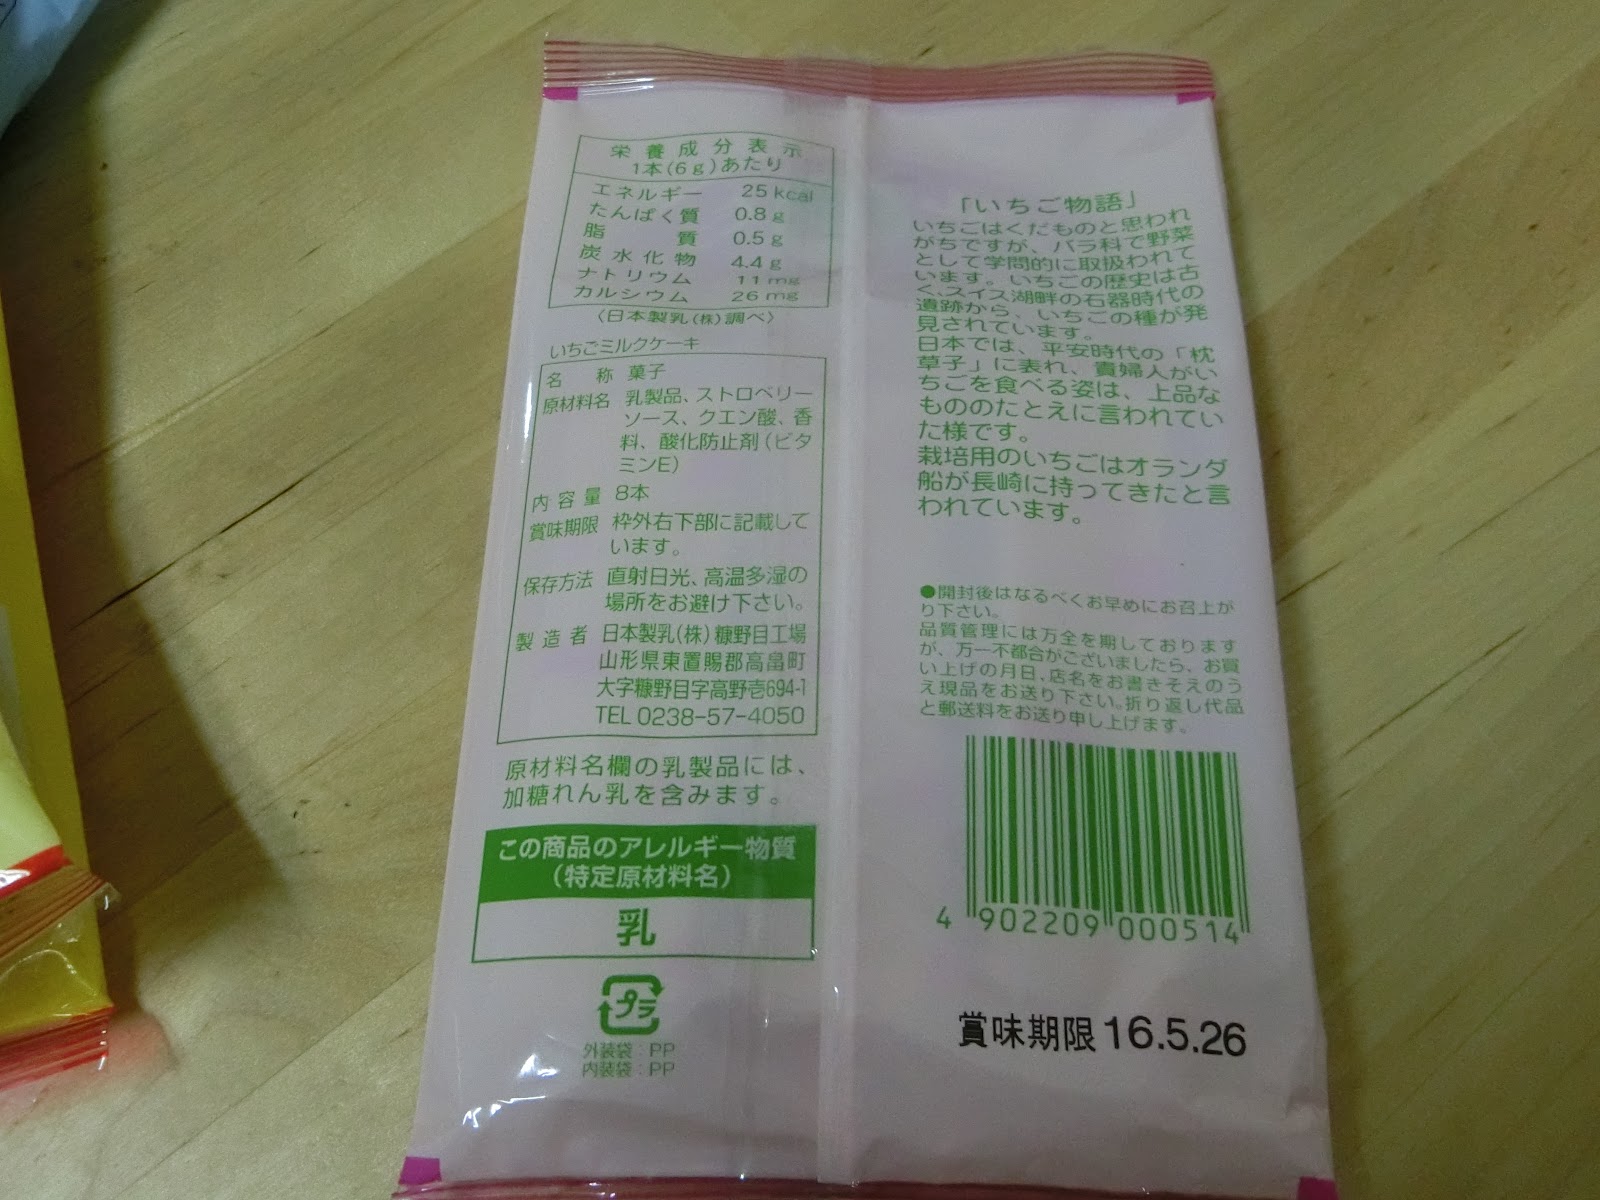 栄養成分表示
1本(6g)あたり
エネルギー 25 kcal
たんぱく質 0.8 g
脂質 0.5 g
炭水化物 4.4 g
ナトリウム 11 mg
カルシウム 26 mg
〈日本製乳(株)調べ〉
いちごミルクケーキ
名称 菓子
原材料名 乳製品、ストロベリー
ソース、クエン酸、香
料、酸化防止剤(ビタ
ミンE)
内容量 8本
賞味期限 枠外右下部に記載して
います。
保存方法 直射日光、高温多湿の
場所をお避け下さい。
製造者 日本製乳(株)糠野目工場
山形県東置賜郡高畠町
大字糠野目字高野壱694-1
TEL 0238-57-4050
原材料名欄の乳製品には、
加糖れん乳を含みます。
この商品のアレルギー物質
(特定原材料名)
乳
プラ
外装袋:PP
内装袋:PP
「いちご物語」
いちごはくだものと思われ
がちですが、バラ科で野菜
として学問的に取扱われて
います。いちごの歴史は古
く、スイス湖畔の石器時代の
遺跡から、いちごの種が発
見されています。
日本では、平安時代の「枕
草子」に表れ、貴婦人がい
ちごを食べる姿は、上品な
もののたとえに言われてい
た様です。
栽培用のいちごはオランダ
船が長崎に持ってきたと言
われています。
●開封後はなるべくお早めにお召上が
り下さい。
品質管理には万全を期しております
が、万一不都合がございましたら、お買
い上げの月日、店名をお書きそえのう
え現品をお送り下さい。折り返し代品
と郵送料をお送り申し上げます。
4 902209 000514
賞味期限 16.5.26